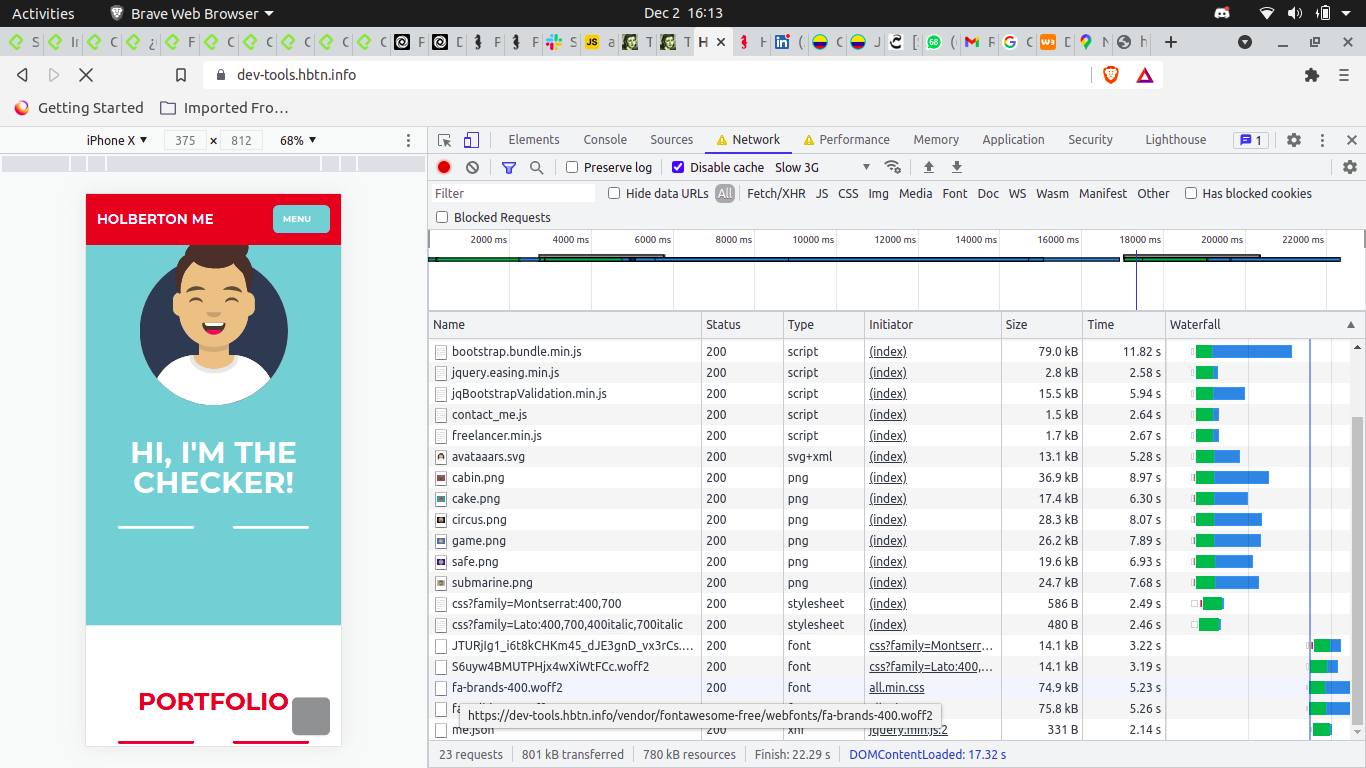 Activities Brave Web Browser Dec 2 16:13
dev-tools.hbtn.info
Getting Started Imported Fro…
iPhone X 375 × 812 68%
Elements Console Sources Network Performance Memory Application Security Lighthouse 1
Preserve log Disable cache Slow 3G
Filter Hide data URLs All Fetch/XHR JS CSS Img Media Font Doc WS Wasm Manifest Other Has blocked cookies
Blocked Requests
2000 ms 4000 ms 6000 ms 8000 ms 10000 ms 12000 ms 14000 ms 16000 ms 18000 ms 20000 ms 22000 ms
HOLBERTON ME MENU
HI, I'M THE
CHECKER!
PORTFOLIO
Name Status Type Initiator Size Time Waterfall
bootstrap.bundle.min.js 200 script (index) 79.0 kB 11.82 s
jquery.easing.min.js 200 script (index) 2.8 kB 2.58 s
jqBootstrapValidation.min.js 200 script (index) 15.5 kB 5.94 s
contact_me.js 200 script (index) 1.5 kB 2.64 s
freelancer.min.js 200 script (index) 1.7 kB 2.67 s
avataaars.svg 200 svg+xml (index) 13.1 kB 5.28 s
cabin.png 200 png (index) 36.9 kB 8.97 s
cake.png 200 png (index) 17.4 kB 6.30 s
circus.png 200 png (index) 28.3 kB 8.07 s
game.png 200 png (index) 26.2 kB 7.89 s
safe.png 200 png (index) 19.6 kB 6.93 s
submarine.png 200 png (index) 24.7 kB 7.68 s
css?family=Montserrat:400,700 200 stylesheet (index) 586 B 2.49 s
css?family=Lato:400,700,400italic,700italic 200 stylesheet (index) 480 B 2.46 s
JTURjIg1_i6t8kCHKm45_dJE3gnD_vx3rCs.… 200 font css?family=Montserr… 14.1 kB 3.22 s
S6uyw4BMUTPHjx4wXiWtFCc.woff2 200 font css?family=Lato:400,… 14.1 kB 3.19 s
fa-brands-400.woff2 200 font all.min.css 74.9 kB 5.23 s
75.8 kB 5.26 s
https://dev-tools.hbtn.info/vendor/fontawesome-free/webfonts/fa-brands-400.woff2
me.json 200 xhr jquery.min.js:2 331 B 2.14 s
23 requests 801 kB transferred 780 kB resources Finish: 22.29 s DOMContentLoaded: 17.32 s